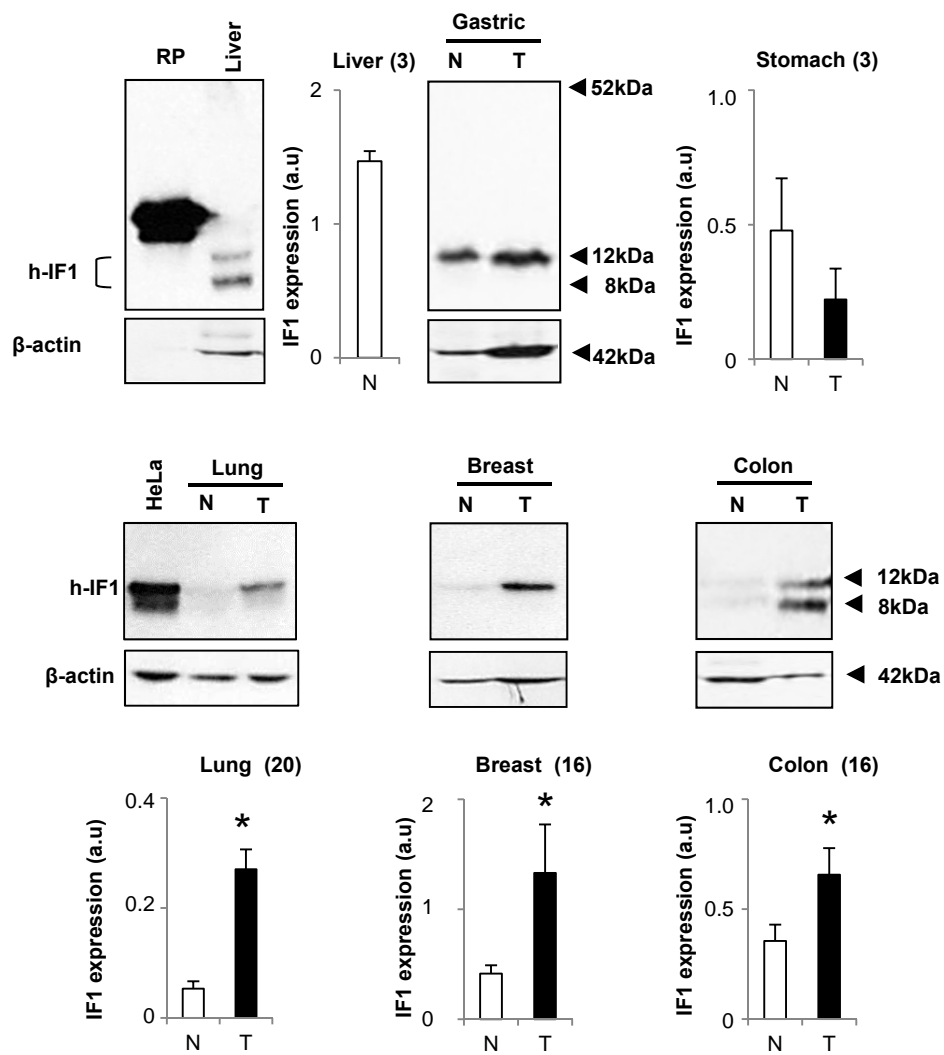 Gastric
RP
Liver
Liver (3)
N
T
Stomach (3)
2
1
0
IF1 expression (a.u)
N
52kDa
12kDa
8kDa
42kDa
h-IF1
β-actin
1.0
0.5
0
IF1 expression (a.u)
N
T
HeLa
Lung
N
T
Breast
N
T
Colon
N
T
h-IF1
12kDa
8kDa
β-actin
42kDa
Lung (20)
0.4
0.2
0
IF1 expression (a.u)
*
N
T
Breast (16)
2
1
0
IF1 expression (a.u)
*
N
T
Colon (16)
1.0
0.5
0
IF1 expression (a.u)
*
N
T